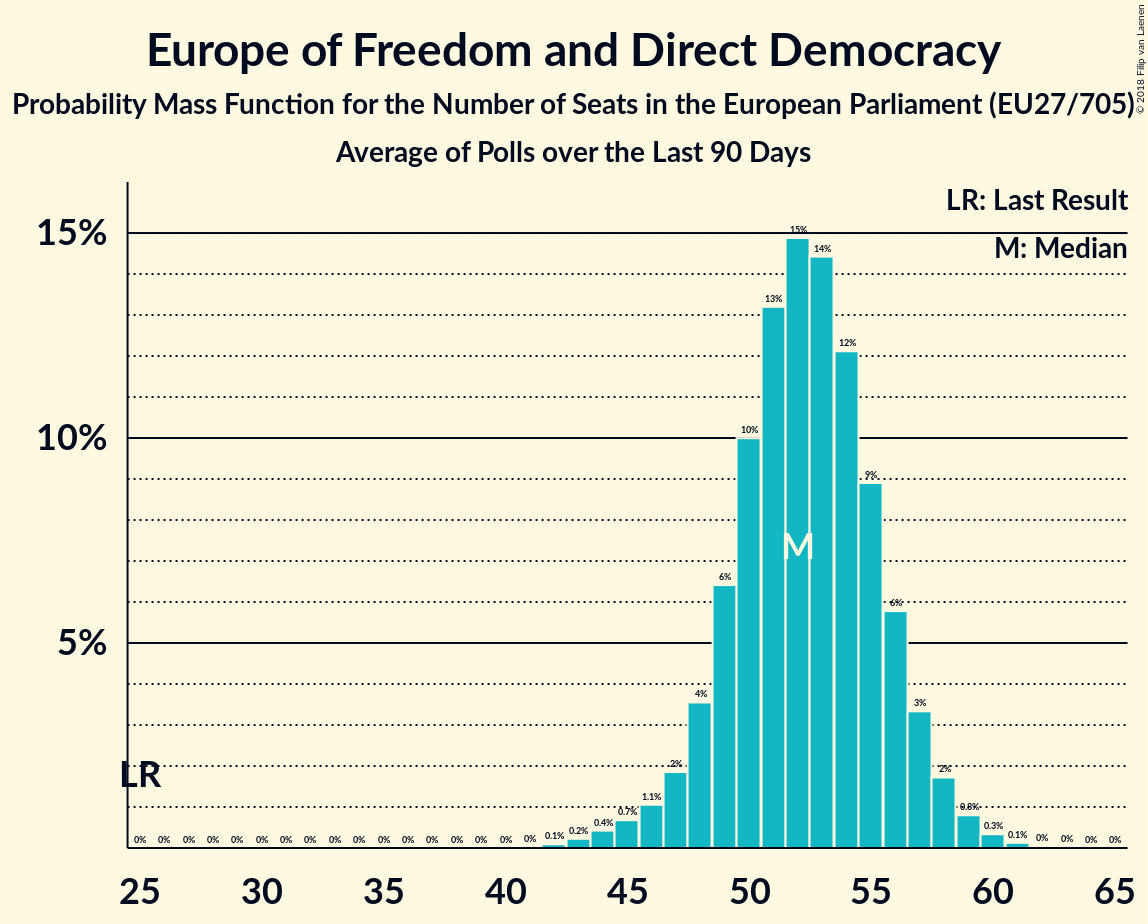 Europe of Freedom and Direct Democracy
Probability Mass Function for the Number of Seats in the European Parliament (EU27/705)
Average of Polls over the Last 90 Days
© 2018 Filip van Laenen
LR: Last Result
M: Median
15%
10%
5%
15%
14%
13%
12%
10%
9%
M
6%
6%
4%
3%
2%
2%
LR
1.1%
0.7%
0.8%
0.4%
0.3%
0.2%
0.1%
0.1%
0% 0% 0% 0% 0% 0% 0% 0% 0% 0% 0% 0% 0% 0% 0% 0% 0% 0% 0% 0% 0%
25 30 35 40 45 50 55 60 65